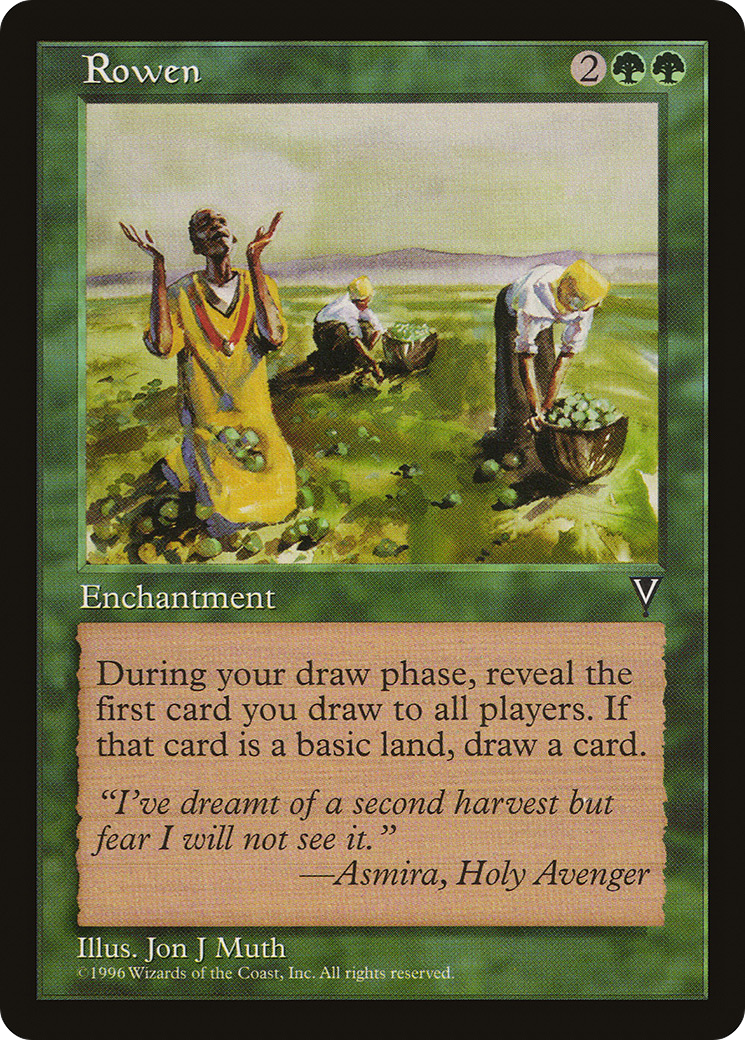 Rowen
2
Enchantment
V
During your draw phase, reveal the
first card you draw to all players. If
that card is a basic land, draw a card.
“I've dreamt of a second harvest but
fear I will not see it.”
—Asmira, Holy Avenger
Illus. Jon J Muth
©1996 Wizards of the Coast, Inc. All rights reserved.